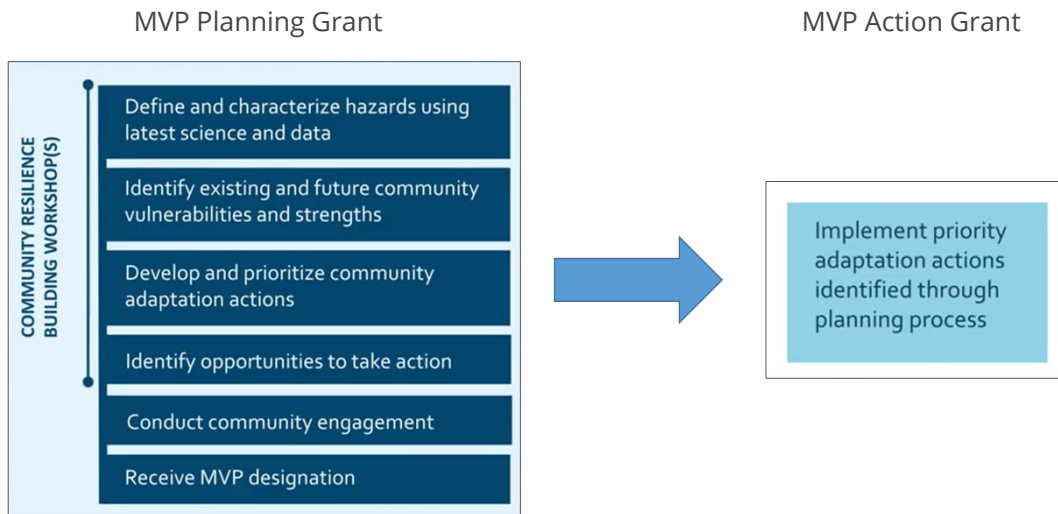 MVP Planning Grant
MVP Action Grant
COMMUNITY RESILIENCE
BUILDING WORKSHOP(S)
Define and characterize hazards using
latest science and data
Identify existing and future community
vulnerabilities and strengths
Develop and prioritize community
adaptation actions
Identify opportunities to take action
Conduct community engagement
Receive MVP designation
Implement priority
adaptation actions
identified through
planning process